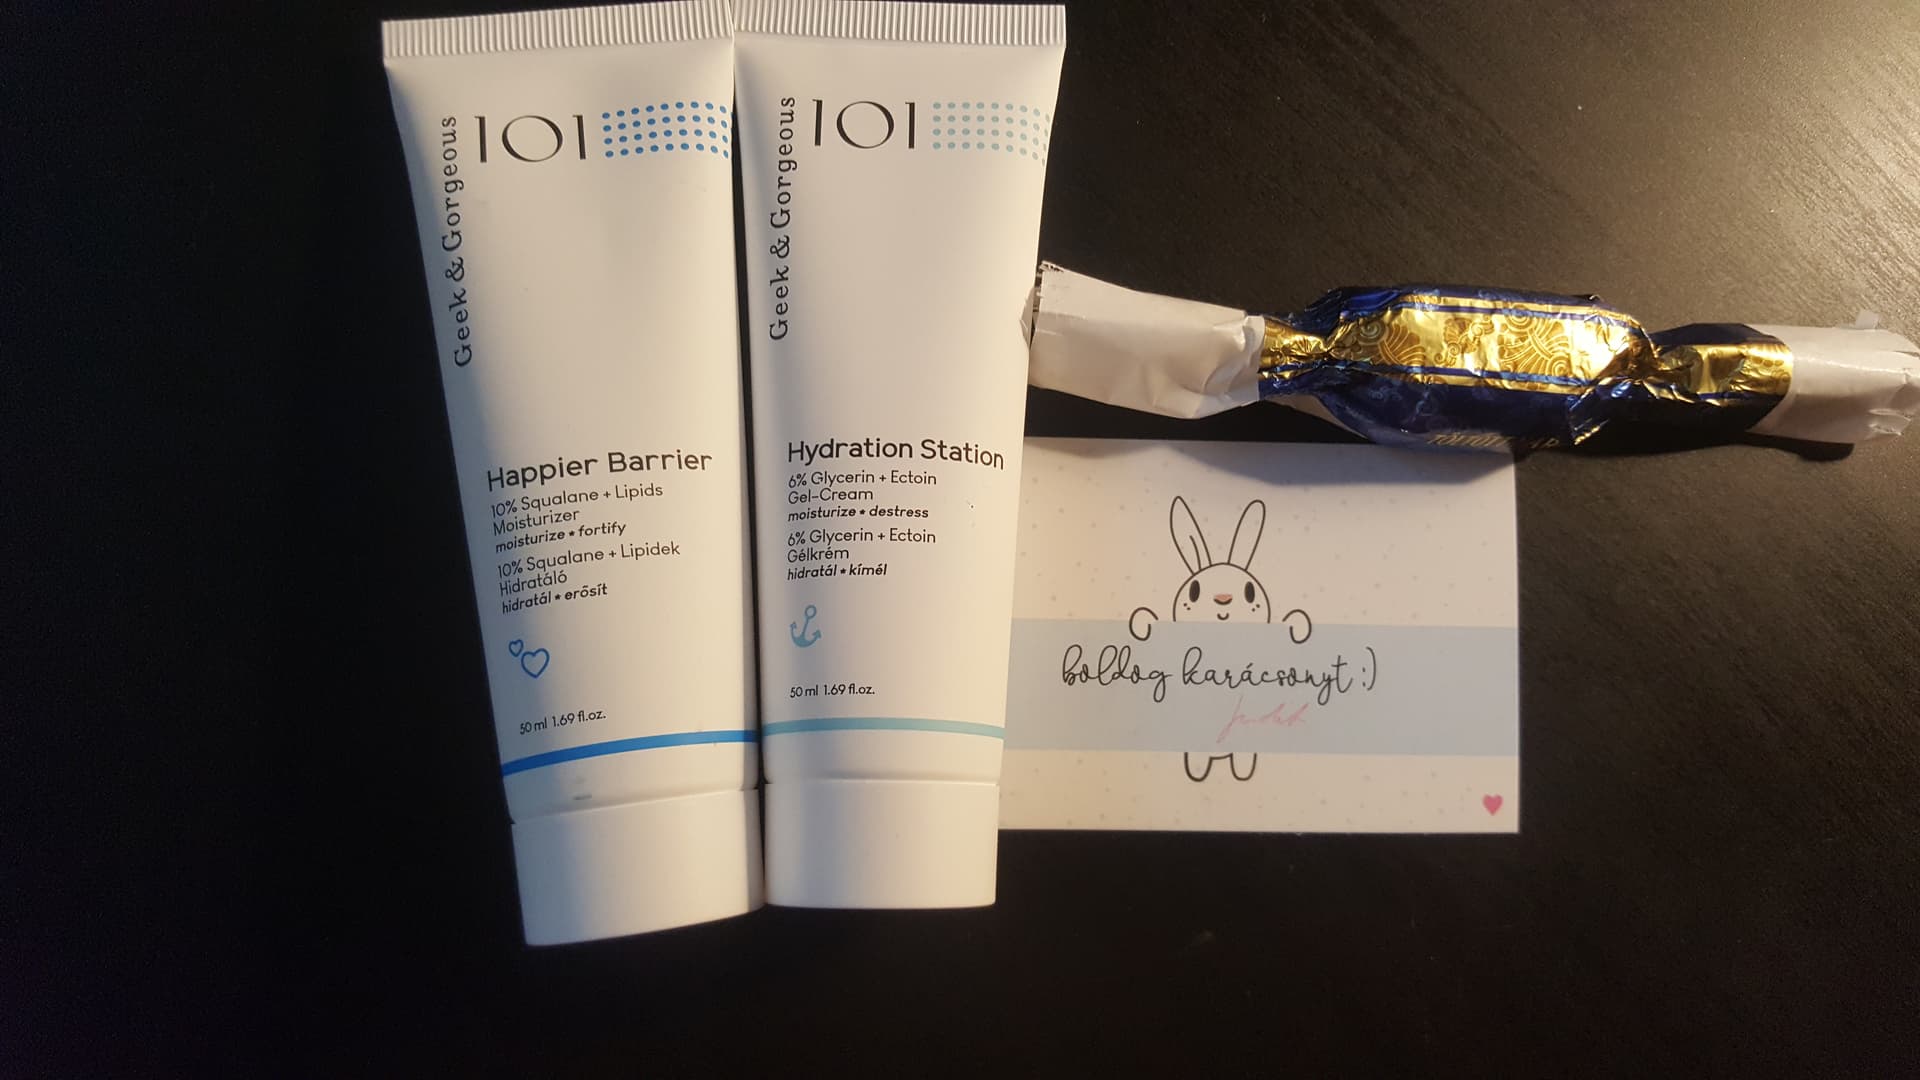 Geek & Gorgeous
101
Happier Barrier
10% Squalane + Lipids
Moisturizer
moisturize • fortify
10% Squalane + Lipidek
Hidratáló
hidratál • erősít
50 ml 1.69 fl.oz.
Geek & Gorgeous
101
Hydration Station
6% Glycerin + Ectoin
Gel-Cream
moisturize • destress
6% Glycerin + Ectoin
Gélkrém
hidratál • kímél
50 ml 1.69 fl.oz.
boldog karácsonyt :)
Judit